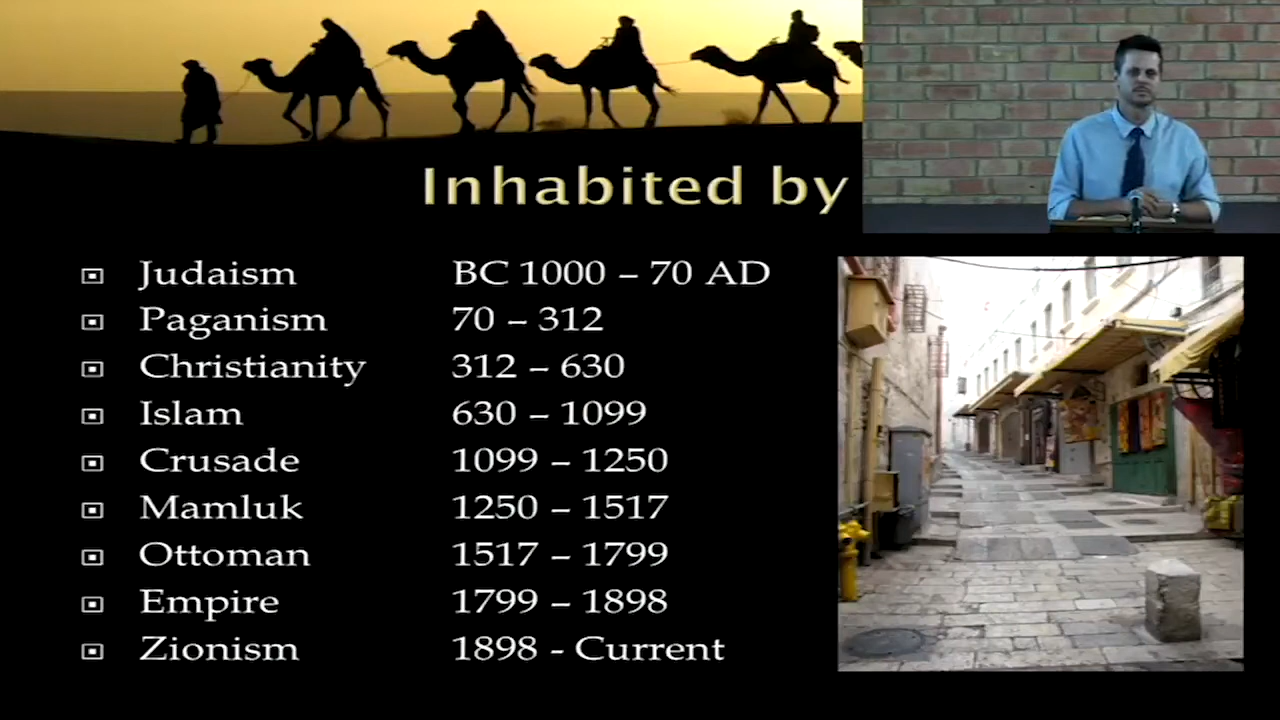 Inhabited by
Judaism BC 1000 – 70 AD
Paganism 70 – 312
Christianity 312 – 630
Islam 630 – 1099
Crusade 1099 – 1250
Mamluk 1250 – 1517
Ottoman 1517 – 1799
Empire 1799 – 1898
Zionism 1898 - Current